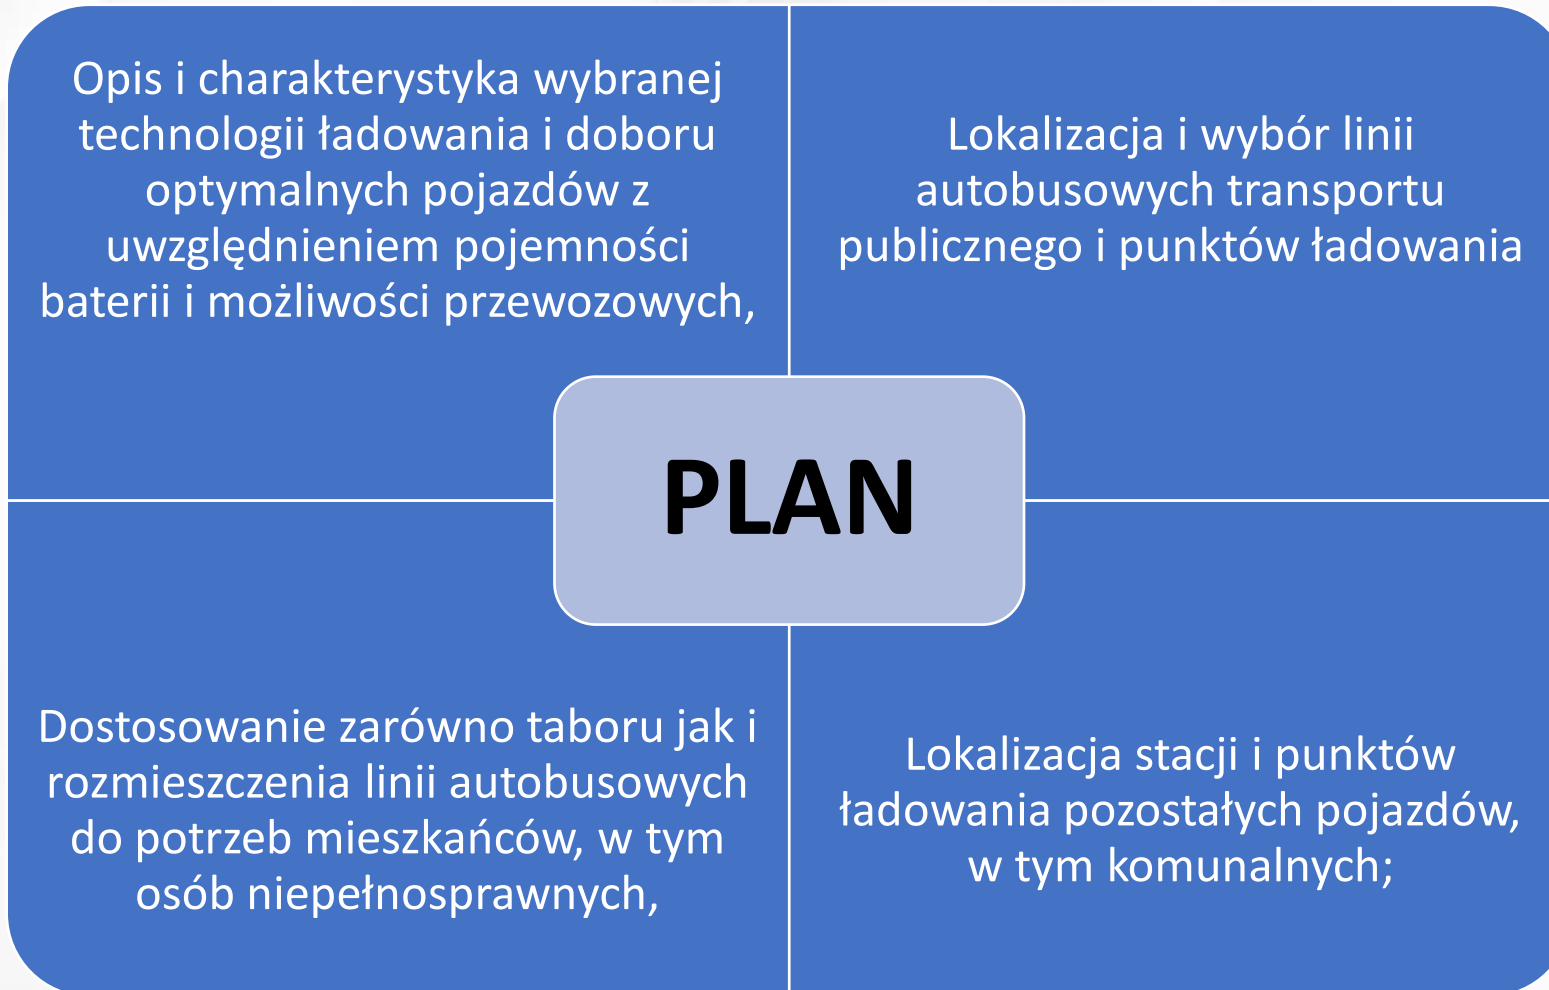 Opis i charakterystyka wybranej
technologii ładowania i doboru
optymalnych pojazdów z
uwzględnieniem pojemności
baterii i możliwości przewozowych,
Lokalizacja i wybór linii
autobusowych transportu
publicznego i punktów ładowania
PLAN
Dostosowanie zarówno taboru jak i
rozmieszczenia linii autobusowych
do potrzeb mieszkańców, w tym
osób niepełnosprawnych,
Lokalizacja stacji i punktów
ładowania pozostałych pojazdów,
w tym komunalnych;